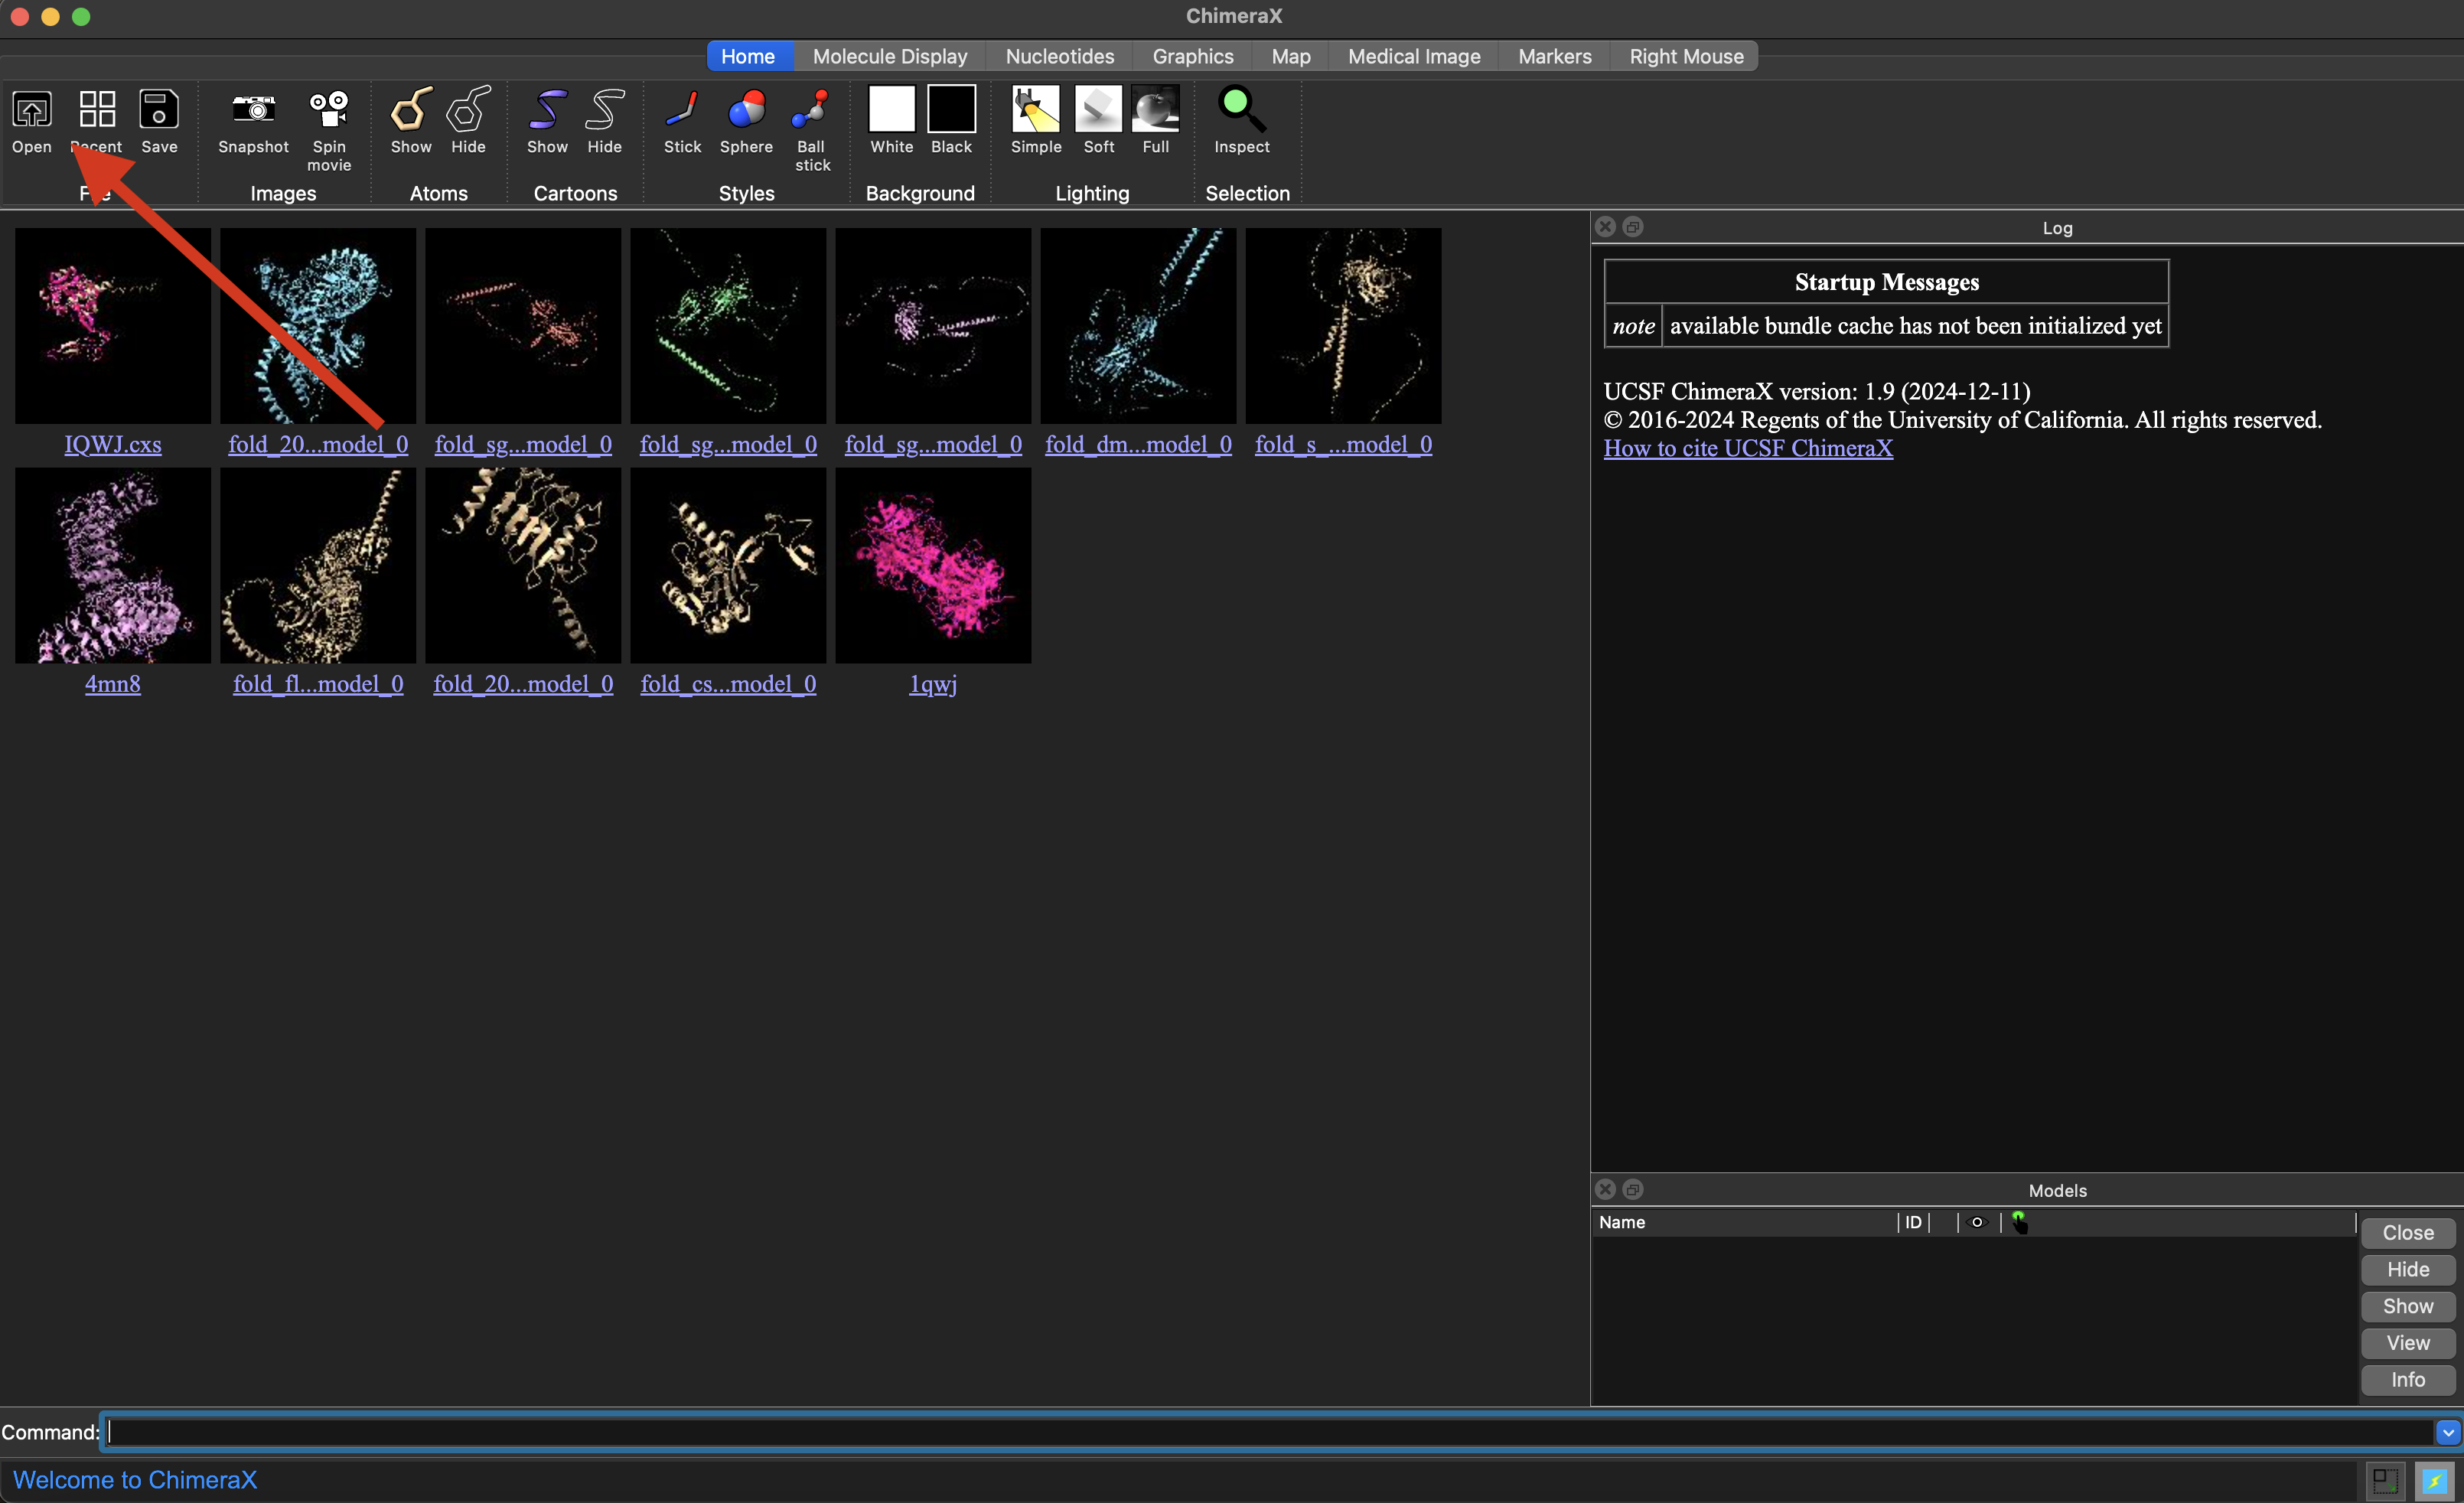 ChimeraX
Home Molecule Display Nucleotides Graphics Map Medical Image Markers Right Mouse
Open Recent Save Snapshot Spin movie Show Hide Show Hide Stick Sphere Ball stick White Black Simple Soft Full Inspect
File Images Atoms Cartoons Styles Background Lighting Selection
IQWJ.cxs fold_20...model_0 fold_sg...model_0 fold_sg...model_0 fold_sg...model_0 fold_dm...model_0 fold_s_...model_0
4mn8 fold_fl...model_0 fold_20...model_0 fold_cs...model_0 1qwj
Log
Startup Messages
note available bundle cache has not been initialized yet
UCSF ChimeraX version: 1.9 (2024-12-11)
© 2016-2024 Regents of the University of California. All rights reserved.
How to cite UCSF ChimeraX
Models
Name ID
Close
Hide
Show
View
Info
Command:
Welcome to ChimeraX